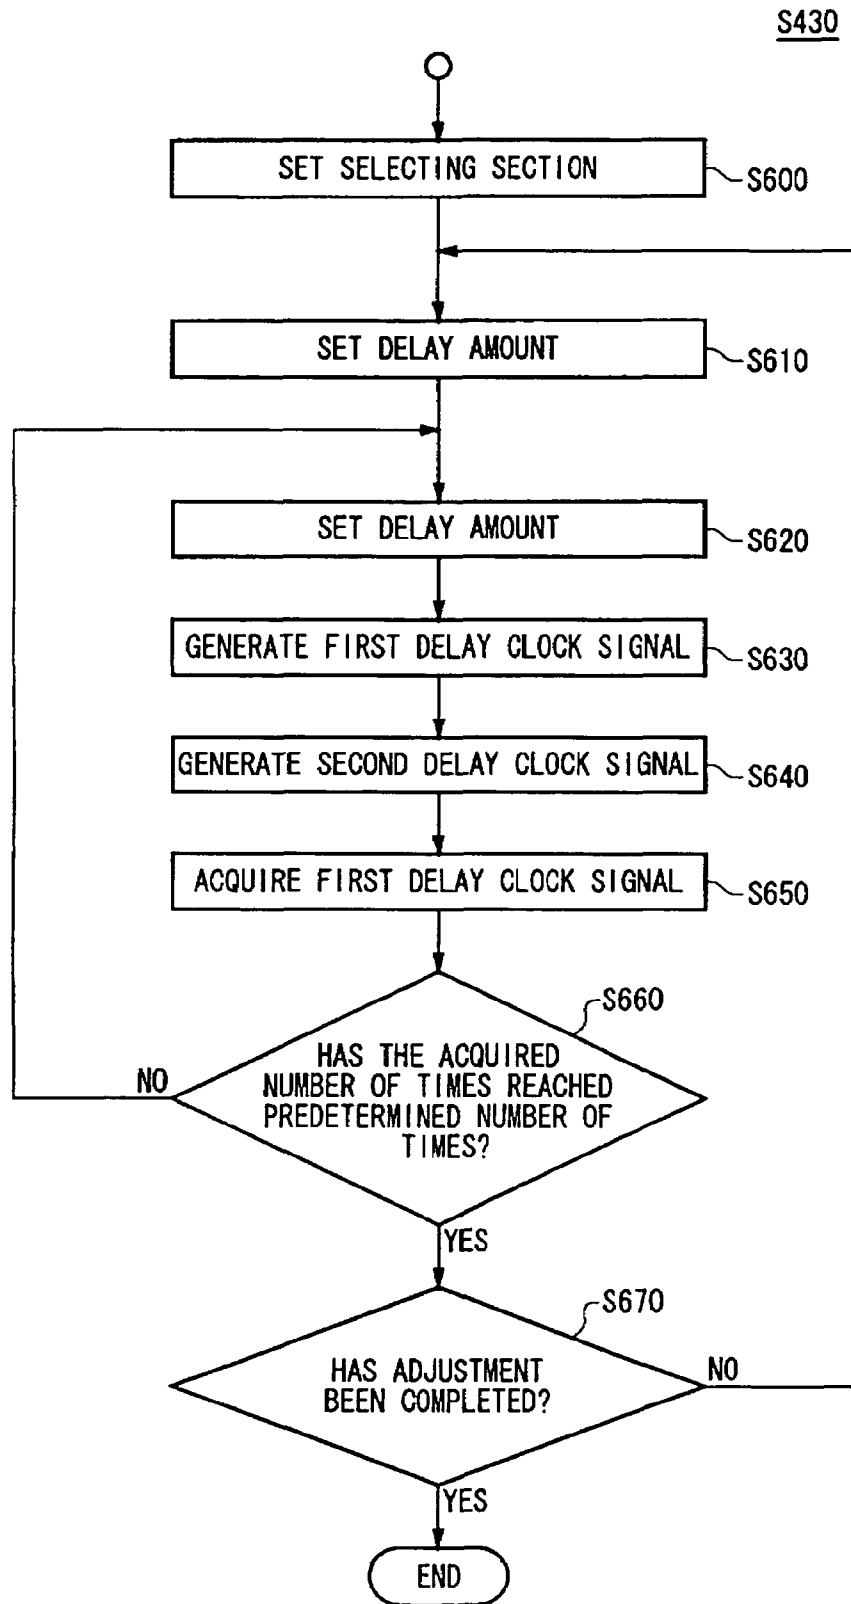 S430
SET SELECTING SECTION
S600
SET DELAY AMOUNT
S610
SET DELAY AMOUNT
S620
GENERATE FIRST DELAY CLOCK SIGNAL
S630
GENERATE SECOND DELAY CLOCK SIGNAL
S640
ACQUIRE FIRST DELAY CLOCK SIGNAL
S650
S660
HAS THE ACQUIRED
NUMBER OF TIMES REACHED
PREDETERMINED NUMBER OF
TIMES?
NO
YES
S670
HAS ADJUSTMENT
BEEN COMPLETED?
NO
YES
END